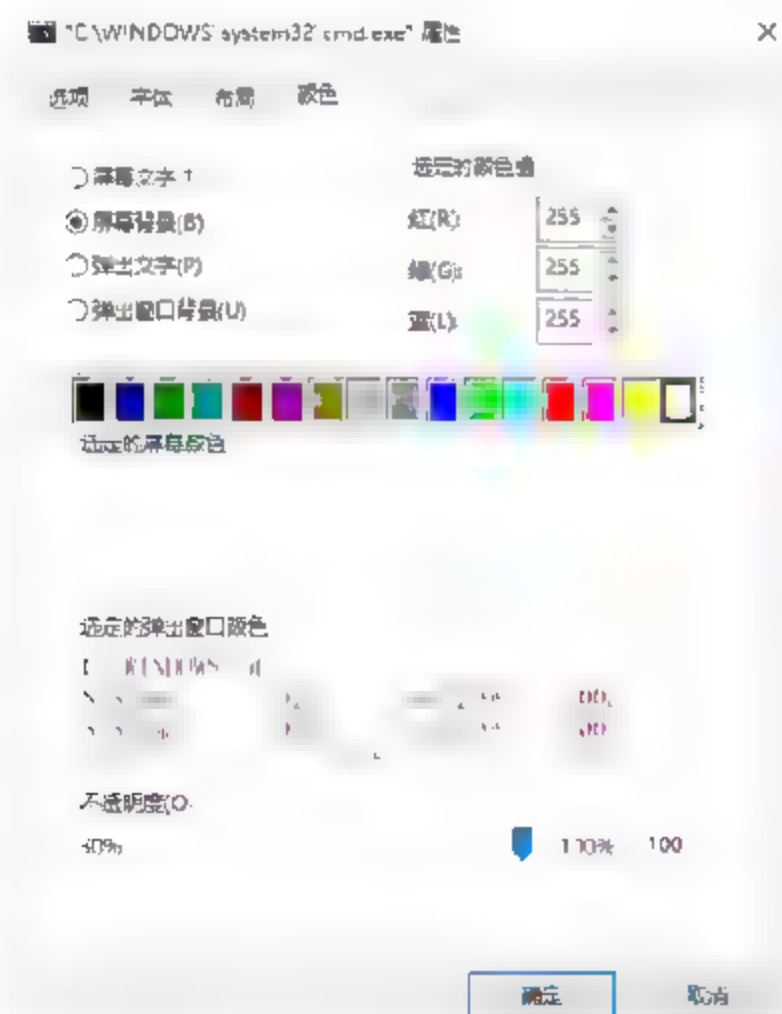 "C:\WINDOWS\system32\cmd.exe" 属性
选项 字体 布局 颜色
屏幕文字
选定的颜色值
屏幕背景(B)
红(R):
255
弹出文字(P)
绿(G):
255
弹出窗口背景(U)
蓝(L):
255
选定的屏幕颜色
选定的弹出窗口颜色
不透明度(O
30% 100% 100
确定 取消